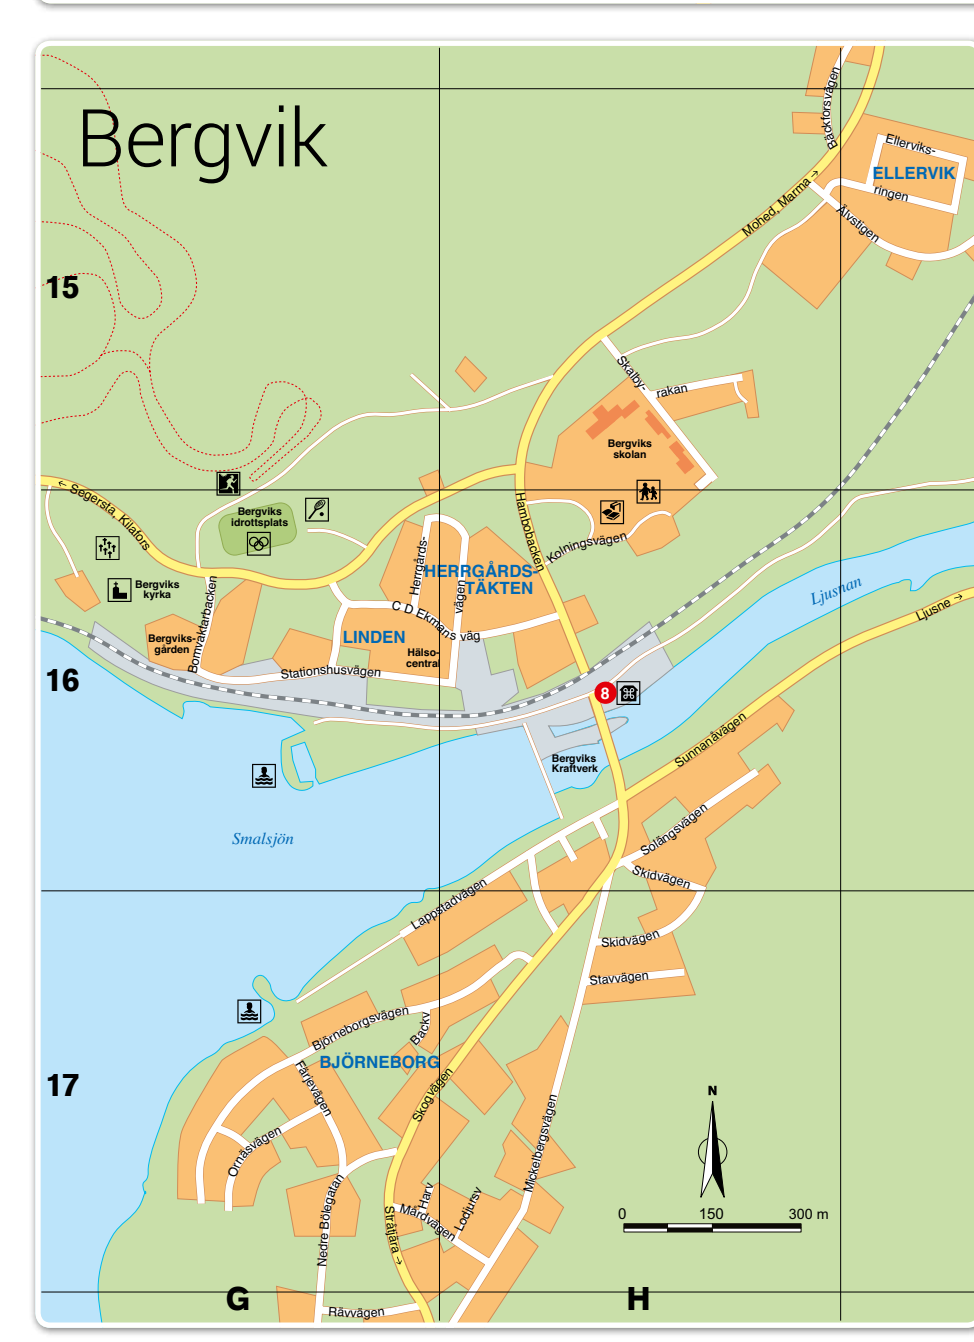 Bergvik
Bäckforsvägen
Ellerviks-
ELLERVIK
ringen
Älvstigen
Mohed, Marma →
15
Skalby-
rakan
Bergviks
skolan
← Segersta, Kilafors
Bergviks
idrottsplats
Hambobacken
Kolningsvägen
Herrgårds-
vägen
HERRGÅRDS-
TÄKTEN
Bergviks
kyrka
Bomvaktarbacken
C D Ekmans väg
Ljusnan
Ljusne →
Bergviks-
gården
LINDEN
Hälso-
central
Stationshusvägen
16
8
⌘
Sunnanåvägen
Bergviks
Kraftverk
Smalsjön
Solängsvägen
Skidvägen
Lappstadvägen
Skidvägen
Stavvägen
Björneborgsvägen
Backv
BJÖRNEBORG
17
Färjevägen
Skogvägen
Ornäsvägen
Mickelbergsvägen
N
Nedre Bölegatan
Harv
Lodjursv
Mårdvägen
Stråtjära →
0 150 300 m
G
H
Rävvägen